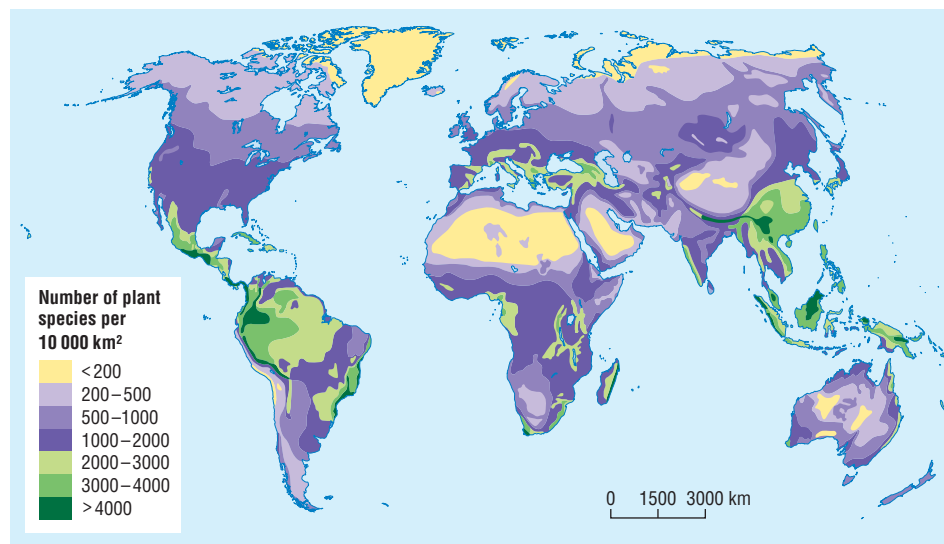 Number of plant
species per
10 000 km²
<200
200–500
500–1000
1000–2000
2000–3000
3000–4000
>4000
0 1500 3000 km